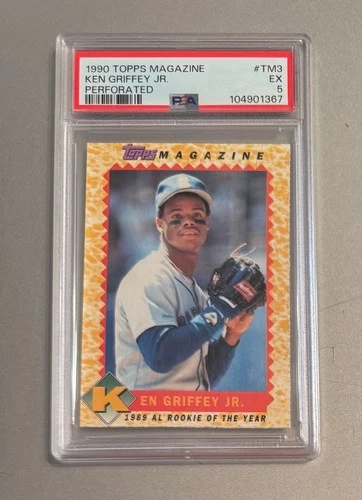 1990 TOPPS MAGAZINE #TM3
KEN GRIFFEY JR. EX
PERFORATED 5
PSA 104901367
Topps MAGAZINE
KEN GRIFFEY JR.
1989 AL ROOKIE OF THE YEAR